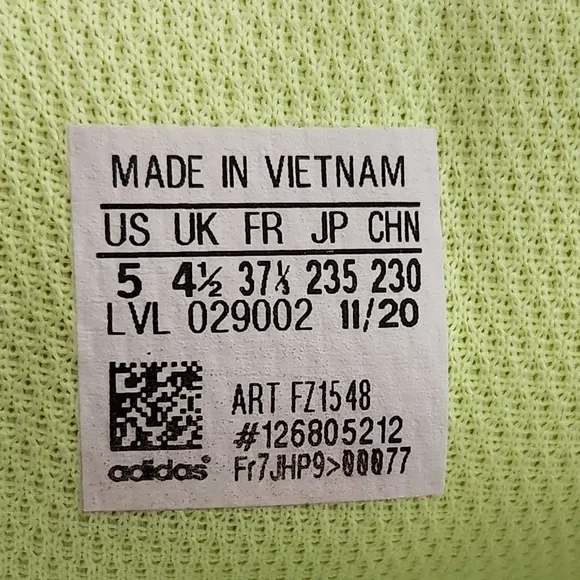 MADE IN VIETNAM
US UK FR JP CHN
5 4½ 37⅓ 235 230
LVL 029002 11/20
ART FZ1548
#126805212
adidas Fr7JHP9>00077